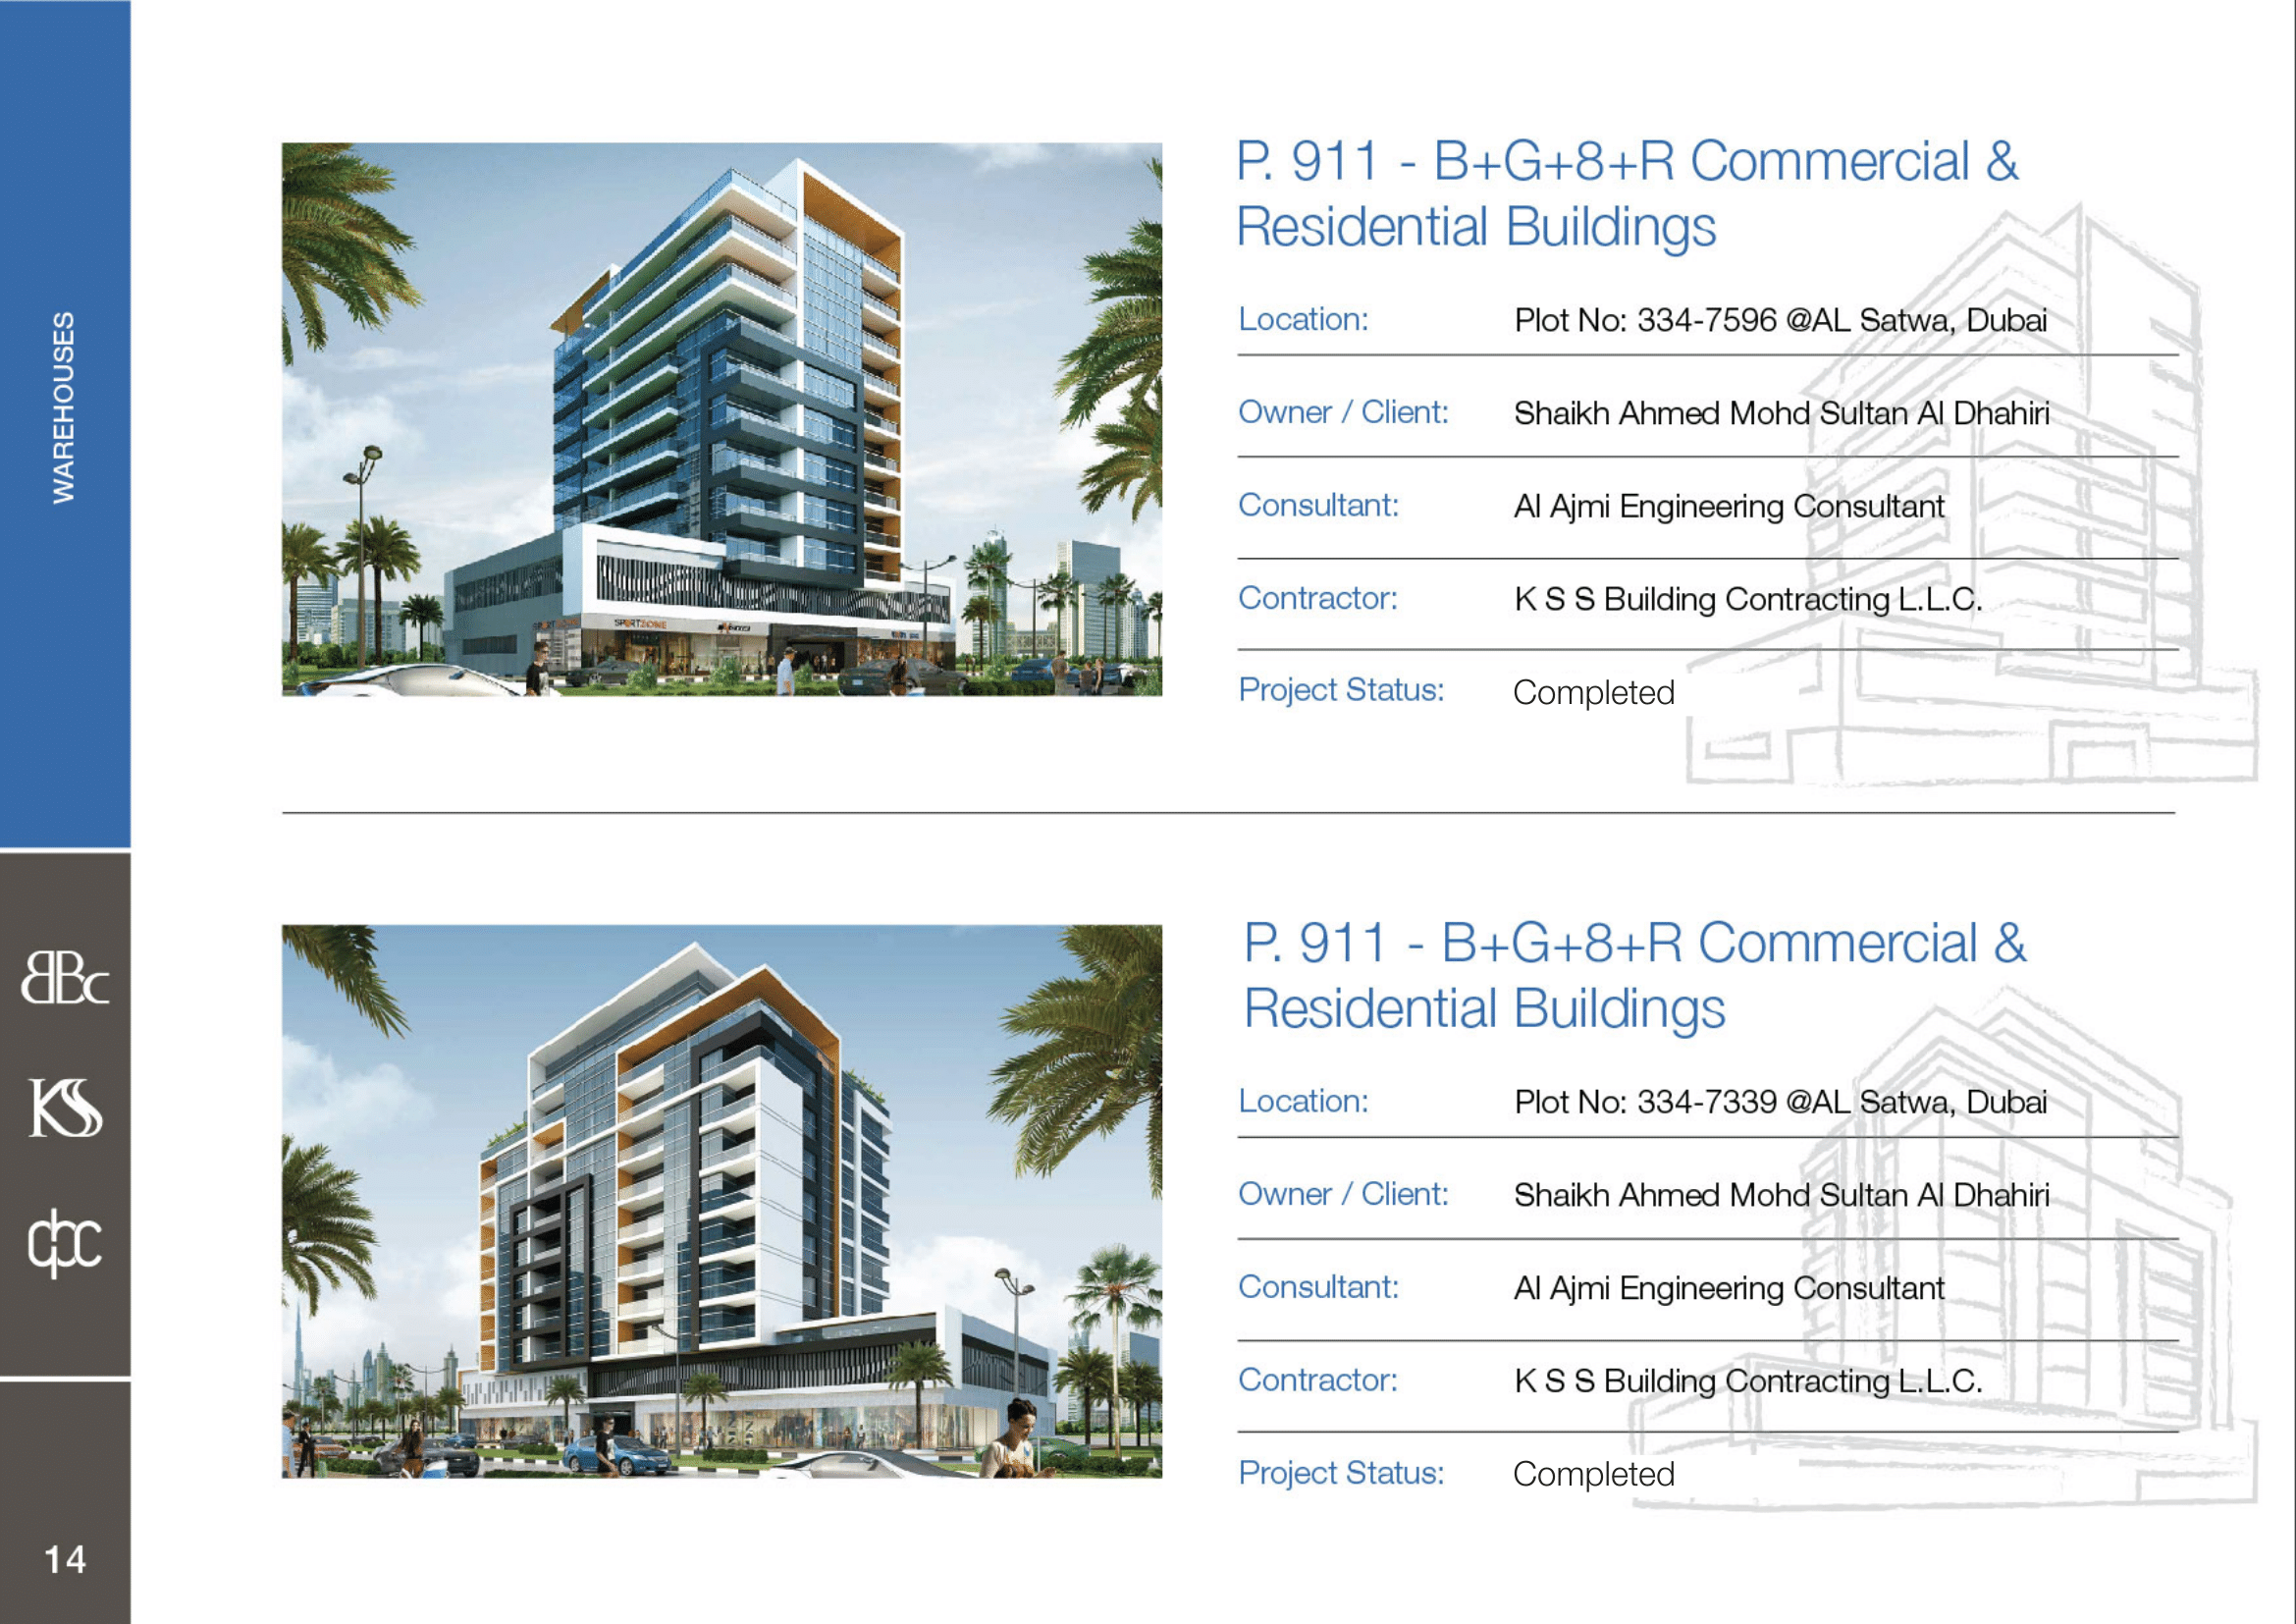 WAREHOUSES
P. 911 - B+G+8+R Commercial &
Residential Buildings
Location: Plot No: 334-7596 @AL Satwa, Dubai
Owner / Client: Shaikh Ahmed Mohd Sultan Al Dhahiri
Consultant: Al Ajmi Engineering Consultant
Contractor: K S S Building Contracting L.L.C.
Project Status: Completed
SPORTZONE
P. 911 - B+G+8+R Commercial &
Residential Buildings
Location: Plot No: 334-7339 @AL Satwa, Dubai
Owner / Client: Shaikh Ahmed Mohd Sultan Al Dhahiri
Consultant: Al Ajmi Engineering Consultant
Contractor: K S S Building Contracting L.L.C.
Project Status: Completed
BBc
KSS
14